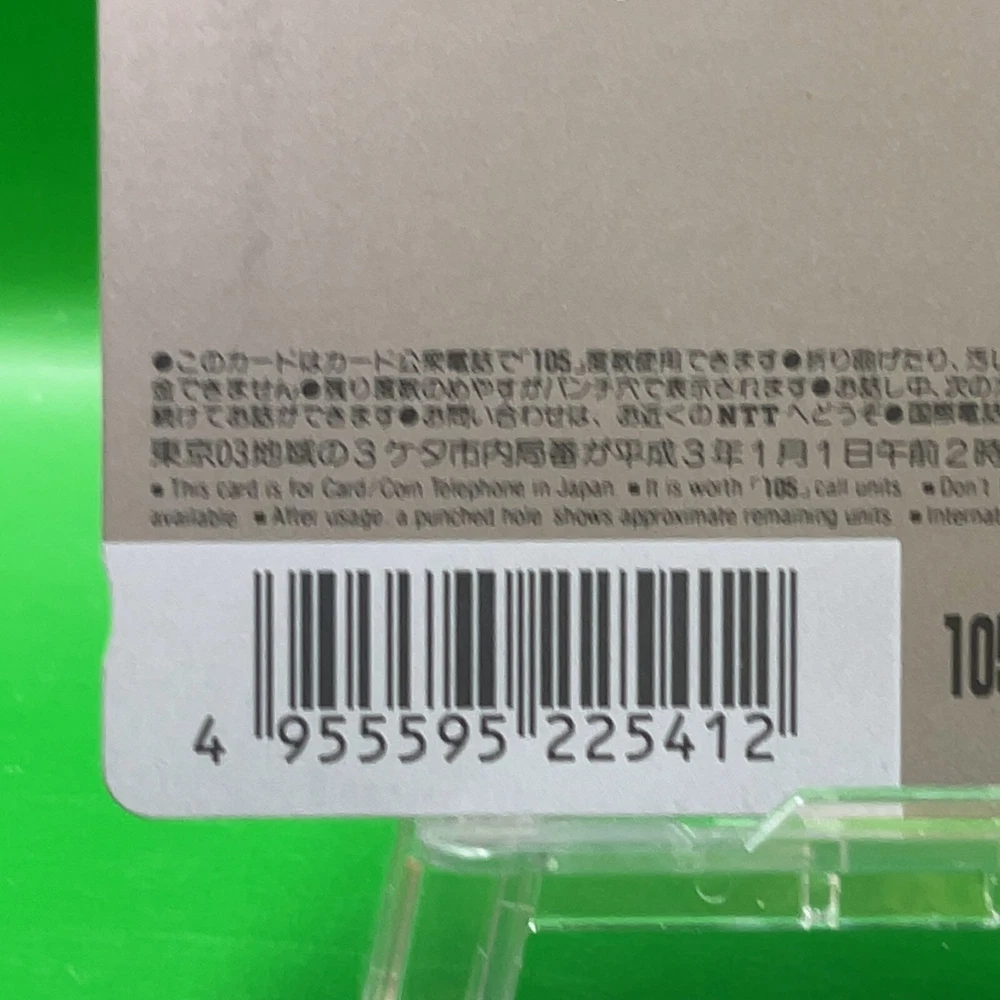 ●このカードはカード公衆電話で「105」度数使用できます●折り曲げたり、汚
金できません●残り度数のめやすがパンチ穴で表示されます●お話し中、次の
続けてお話ができます●お問い合わせは、お近くのNTTへどうぞ●国際電話
東京03地域の3ケタ市内局番が平成3年1月1日午前2時
■This card is for Card/Coin Telephone in Japan. ■It is worth「105」call units. ■Don't
available. ■After usage, a punched hole shows approximate remaining units. ■Internat
105
4 955595 225412